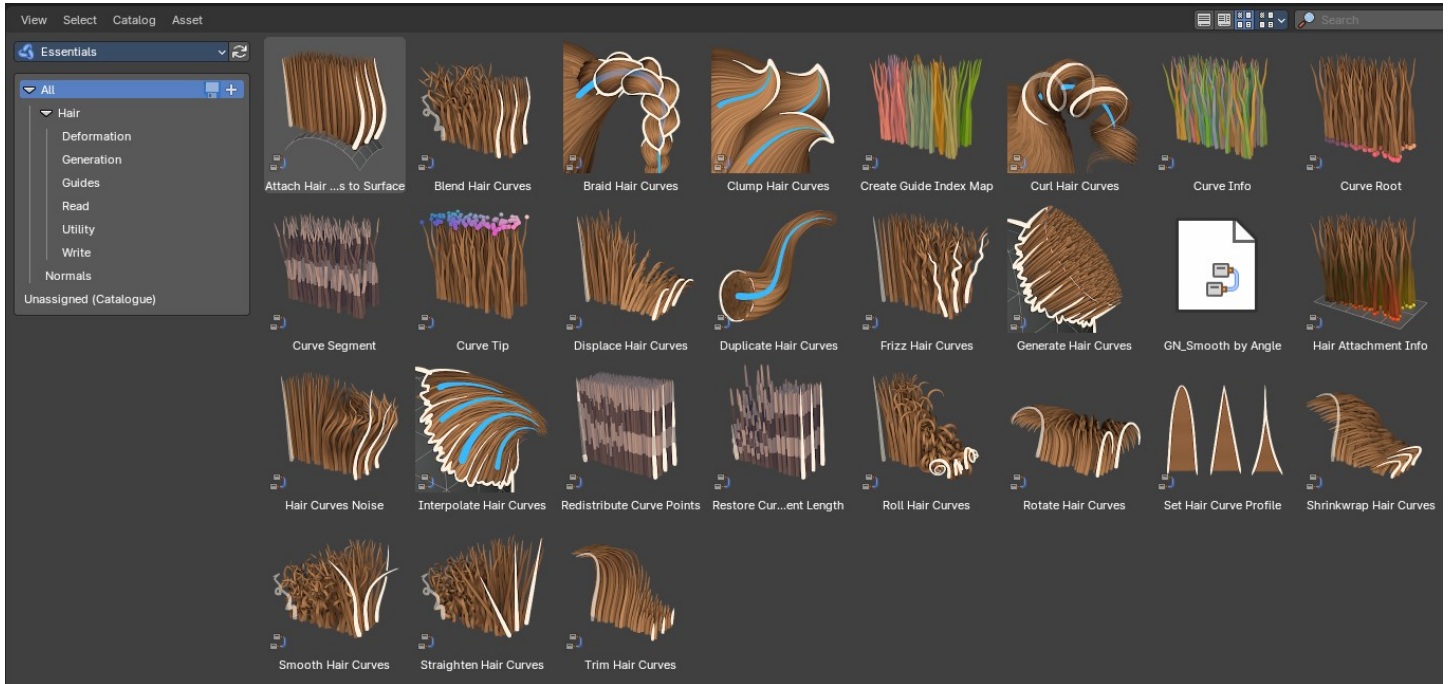 View Select Catalog Asset
Search
Essentials
All
Hair
Deformation
Generation
Guides
Read
Utility
Write
Normals
Unassigned (Catalogue)
Attach Hair ...s to Surface Blend Hair Curves Braid Hair Curves Clump Hair Curves Create Guide Index Map Curl Hair Curves Curve Info Curve Root
Curve Segment Curve Tip Displace Hair Curves Duplicate Hair Curves Frizz Hair Curves Generate Hair Curves GN_Smooth by Angle Hair Attachment Info
Hair Curves Noise Interpolate Hair Curves Redistribute Curve Points Restore Cur...ent Length Roll Hair Curves Rotate Hair Curves Set Hair Curve Profile Shrinkwrap Hair Curves
Smooth Hair Curves Straighten Hair Curves Trim Hair Curves